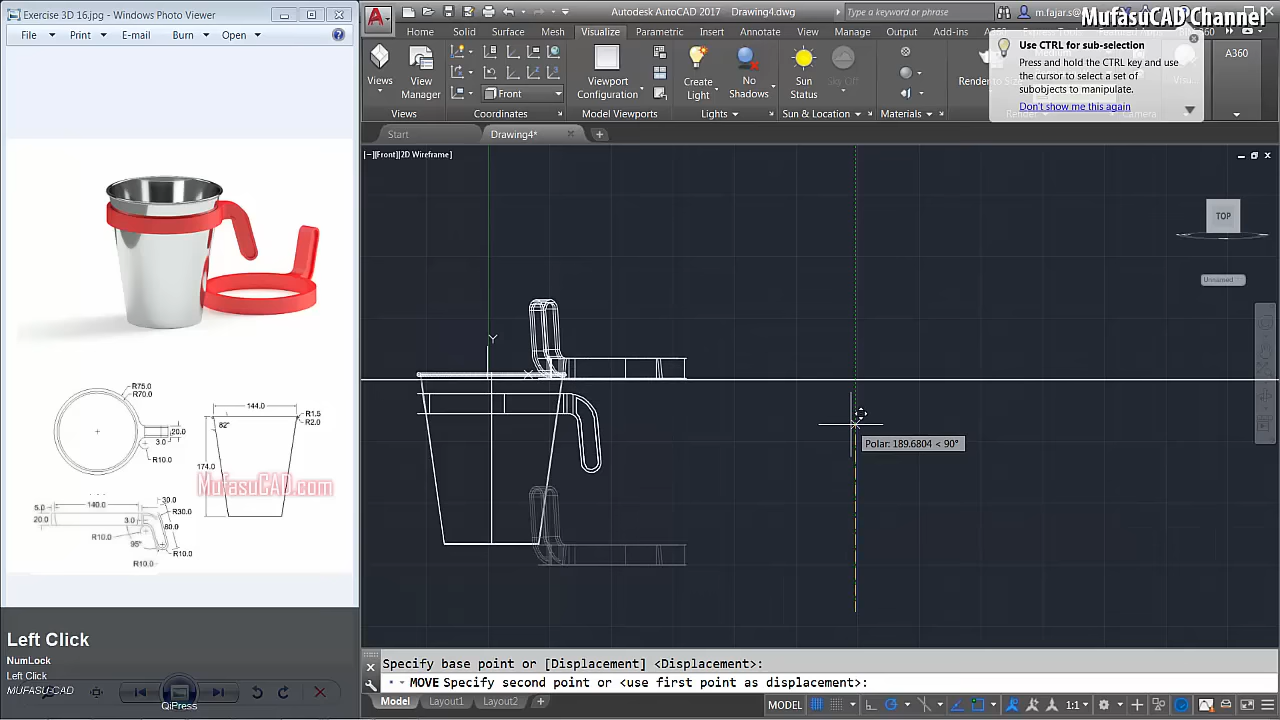 Exercise 3D 16.jpg - Windows Photo Viewer
File Print E-mail Burn Open
R75.0
R70.0
20.0
3.0
R10.0
144.0
R1.5
R2.0
82°
174.0
MufasuCAD.com
30.0
5.0
140.0
R30.0
20.0
3.0
60.0
R10.0
95°
R10.0
R10.0
Left Click
NumLock
Left Click
MUFASU-CAD
QiPress
Autodesk AutoCAD 2017 Drawing4.dwg
Type a keyword or phrase
m.fajar.s@
MufasuCAD Channel
Home Solid Surface Mesh Visualize Parametric Insert Annotate View Manage Output Add-ins
A360
Views
View
Manager
Front
Viewport
Configuration
Create
Light
No
Shadows
Sun
Status
Sky Off
Views Coordinates Model Viewports Lights Sun & Location Materials
Use CTRL for sub-selection
Press and hold the CTRL key and use
the cursor to select a set of
subobjects to manipulate.
Don't show me this again
Start Drawing4*
[−][Front][2D Wireframe]
TOP
Unnamed
Y
X
Polar: 189.6804 < 90°
Specify base point or [Displacement] <Displacement>:
MOVE Specify second point or <use first point as displacement>:
Model Layout1 Layout2
MODEL
1:1